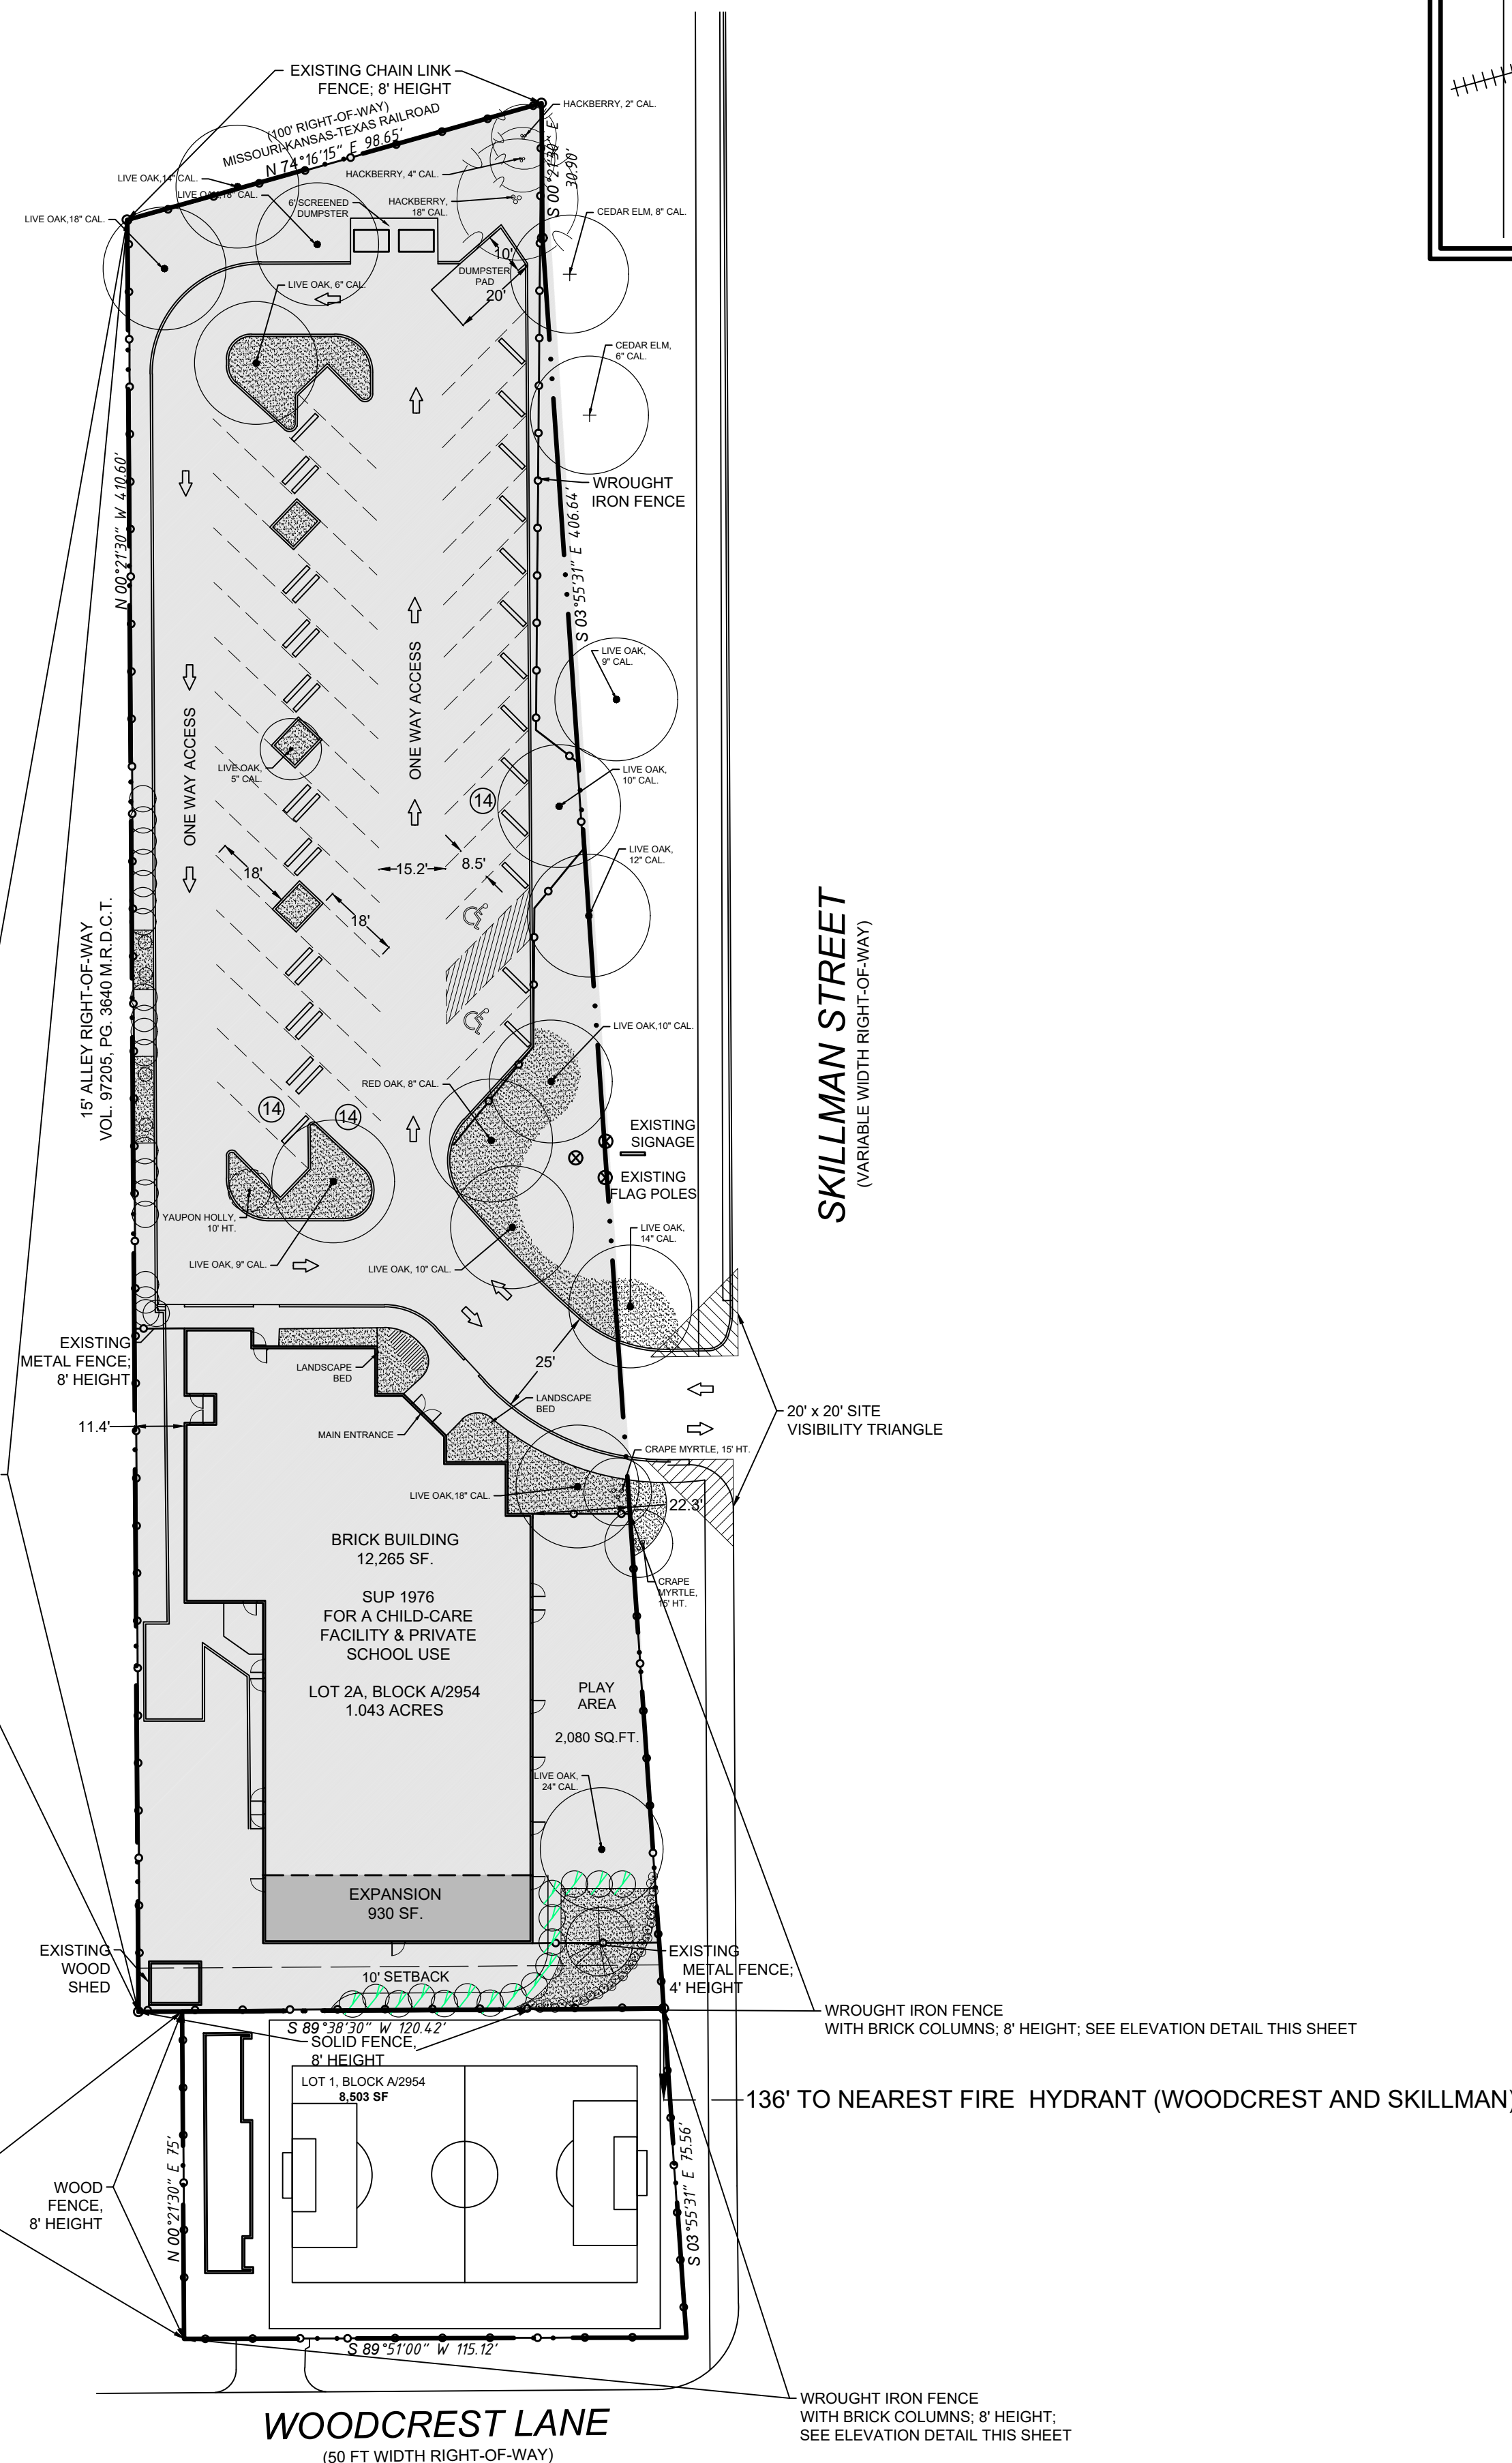 EXISTING CHAIN LINK
FENCE; 8' HEIGHT
(100' RIGHT-OF-WAY)
MISSOURI-KANSAS-TEXAS RAILROAD
N 74°16'15" E 98.65'
HACKBERRY, 2" CAL.
S 00°21'30" E
30.90'
LIVE OAK,14" CAL.
HACKBERRY, 4" CAL.
LIVE OAK,18" CAL.
LIVE OAK,18" CAL.
6' SCREENED
DUMPSTER
HACKBERRY,
18" CAL.
CEDAR ELM, 8" CAL.
10'
DUMPSTER
PAD
20'
LIVE OAK, 6" CAL.
CEDAR ELM,
6" CAL.
N 00°21'30" W 410.60'
WROUGHT
IRON FENCE
S 03°55'31" E 406.64'
LIVE OAK,
9" CAL.
ONE WAY ACCESS
ONE WAY ACCESS
LIVE OAK,
5" CAL.
LIVE OAK,
10" CAL.
14
LIVE OAK,
12" CAL.
18'
15.2'
8.5'
18'
15' ALLEY RIGHT-OF-WAY
VOL. 97205, PG. 3640 M.R.D.C.T.
SKILLMAN STREET
(VARIABLE WIDTH RIGHT-OF-WAY)
LIVE OAK,10" CAL.
RED OAK, 8" CAL.
14
14
EXISTING
SIGNAGE
EXISTING
FLAG POLES
YAUPON HOLLY,
10' HT.
LIVE OAK,
14" CAL.
LIVE OAK, 9" CAL.
LIVE OAK, 10" CAL.
EXISTING
METAL FENCE;
8' HEIGHT
LANDSCAPE
BED
25'
LANDSCAPE
BED
11.4'
MAIN ENTRANCE
20' x 20' SITE
VISIBILITY TRIANGLE
CRAPE MYRTLE, 15' HT.
LIVE OAK,18" CAL.
22.3'
BRICK BUILDING
12,265 SF.
SUP 1976
FOR A CHILD-CARE
FACILITY & PRIVATE
SCHOOL USE
LOT 2A, BLOCK A/2954
1.043 ACRES
CRAPE
MYRTLE,
15' HT.
PLAY
AREA
2,080 SQ.FT.
LIVE OAK,
24" CAL.
EXPANSION
930 SF.
EXISTING
WOOD
SHED
10' SETBACK
EXISTING
METAL FENCE;
4' HEIGHT
WROUGHT IRON FENCE
WITH BRICK COLUMNS; 8' HEIGHT; SEE ELEVATION DETAIL THIS SHEET
S 89°38'30" W 120.42'
SOLID FENCE,
8' HEIGHT
LOT 1, BLOCK A/2954
8,503 SF
136' TO NEAREST FIRE HYDRANT (WOODCREST AND SKILLMAN)
WOOD
FENCE,
8' HEIGHT
N 00°21'30" E 75'
S 03°55'31" E 75.56'
S 89°51'00" W 115.12'
WROUGHT IRON FENCE
WITH BRICK COLUMNS; 8' HEIGHT;
SEE ELEVATION DETAIL THIS SHEET
WOODCREST LANE
(50 FT WIDTH RIGHT-OF-WAY)